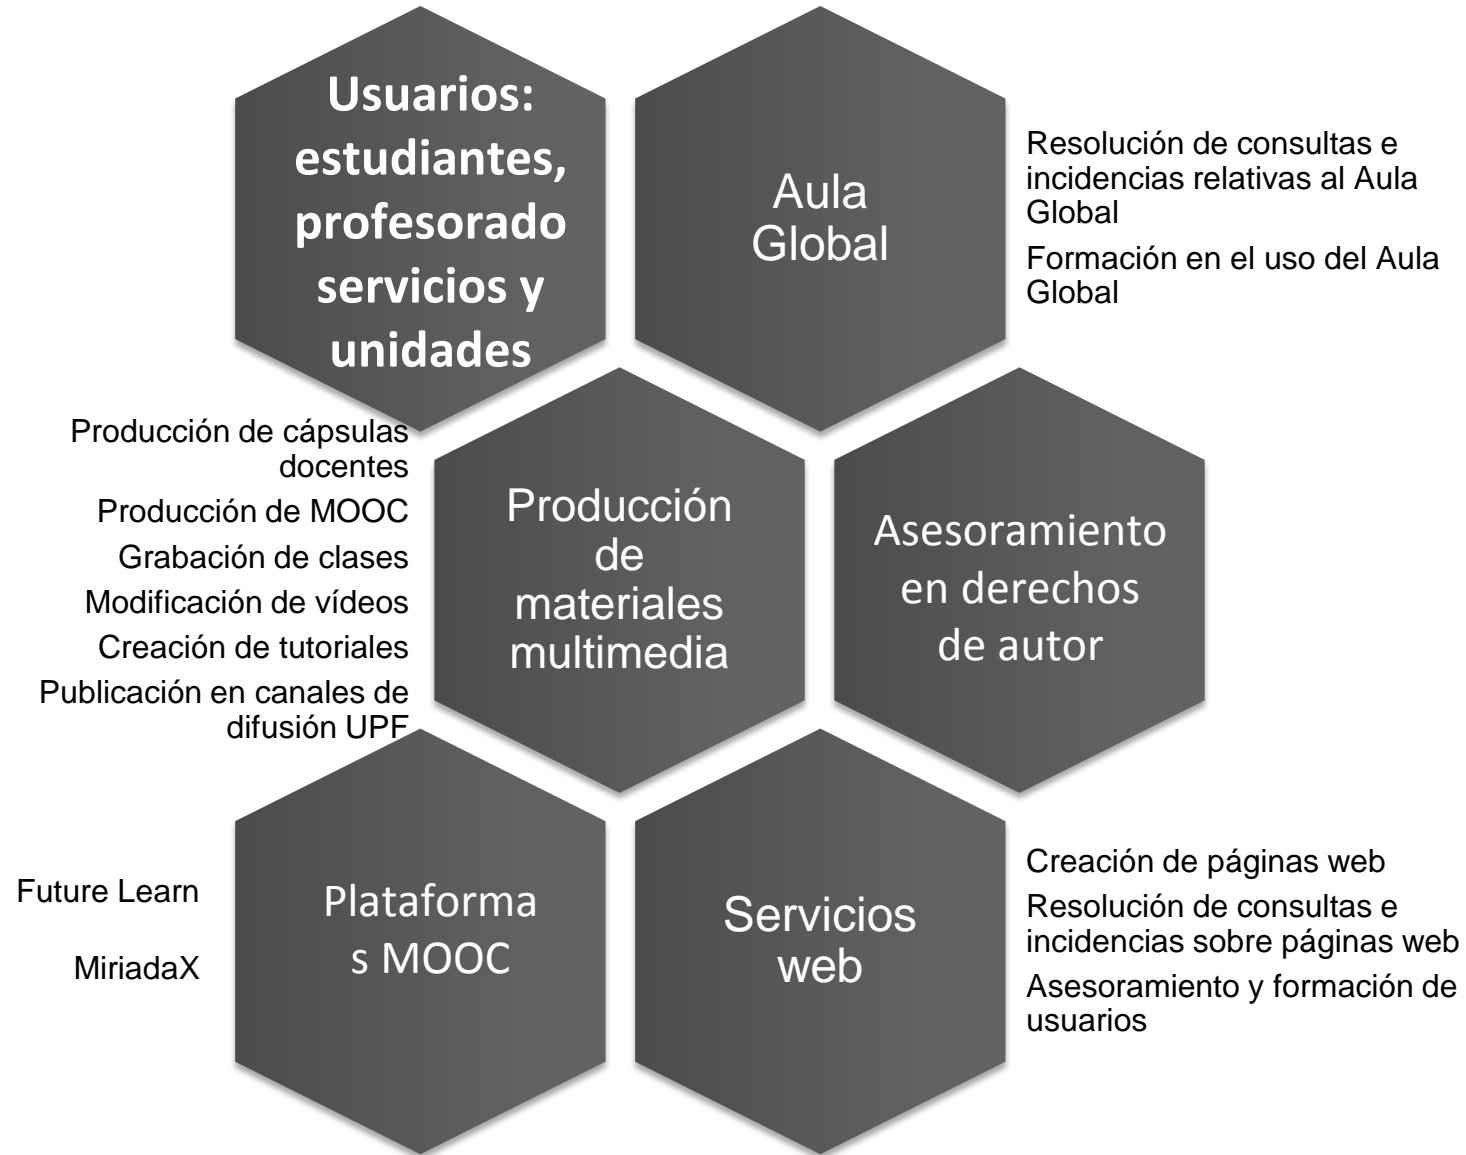 Usuarios:
estudiantes,
profesorado
servicios y
unidades
Aula
Global
Resolución de consultas e
incidencias relativas al Aula
Global
Formación en el uso del Aula
Global
Producción de cápsulas
docentes
Producción de MOOC
Grabación de clases
Modificación de vídeos
Creación de tutoriales
Publicación en canales de
difusión UPF
Producción
de
materiales
multimedia
Asesoramiento
en derechos
de autor
Future Learn
MiriadaX
Plataforma
s MOOC
Servicios
web
Creación de páginas web
Resolución de consultas e
incidencias sobre páginas web
Asesoramiento y formación de
usuarios